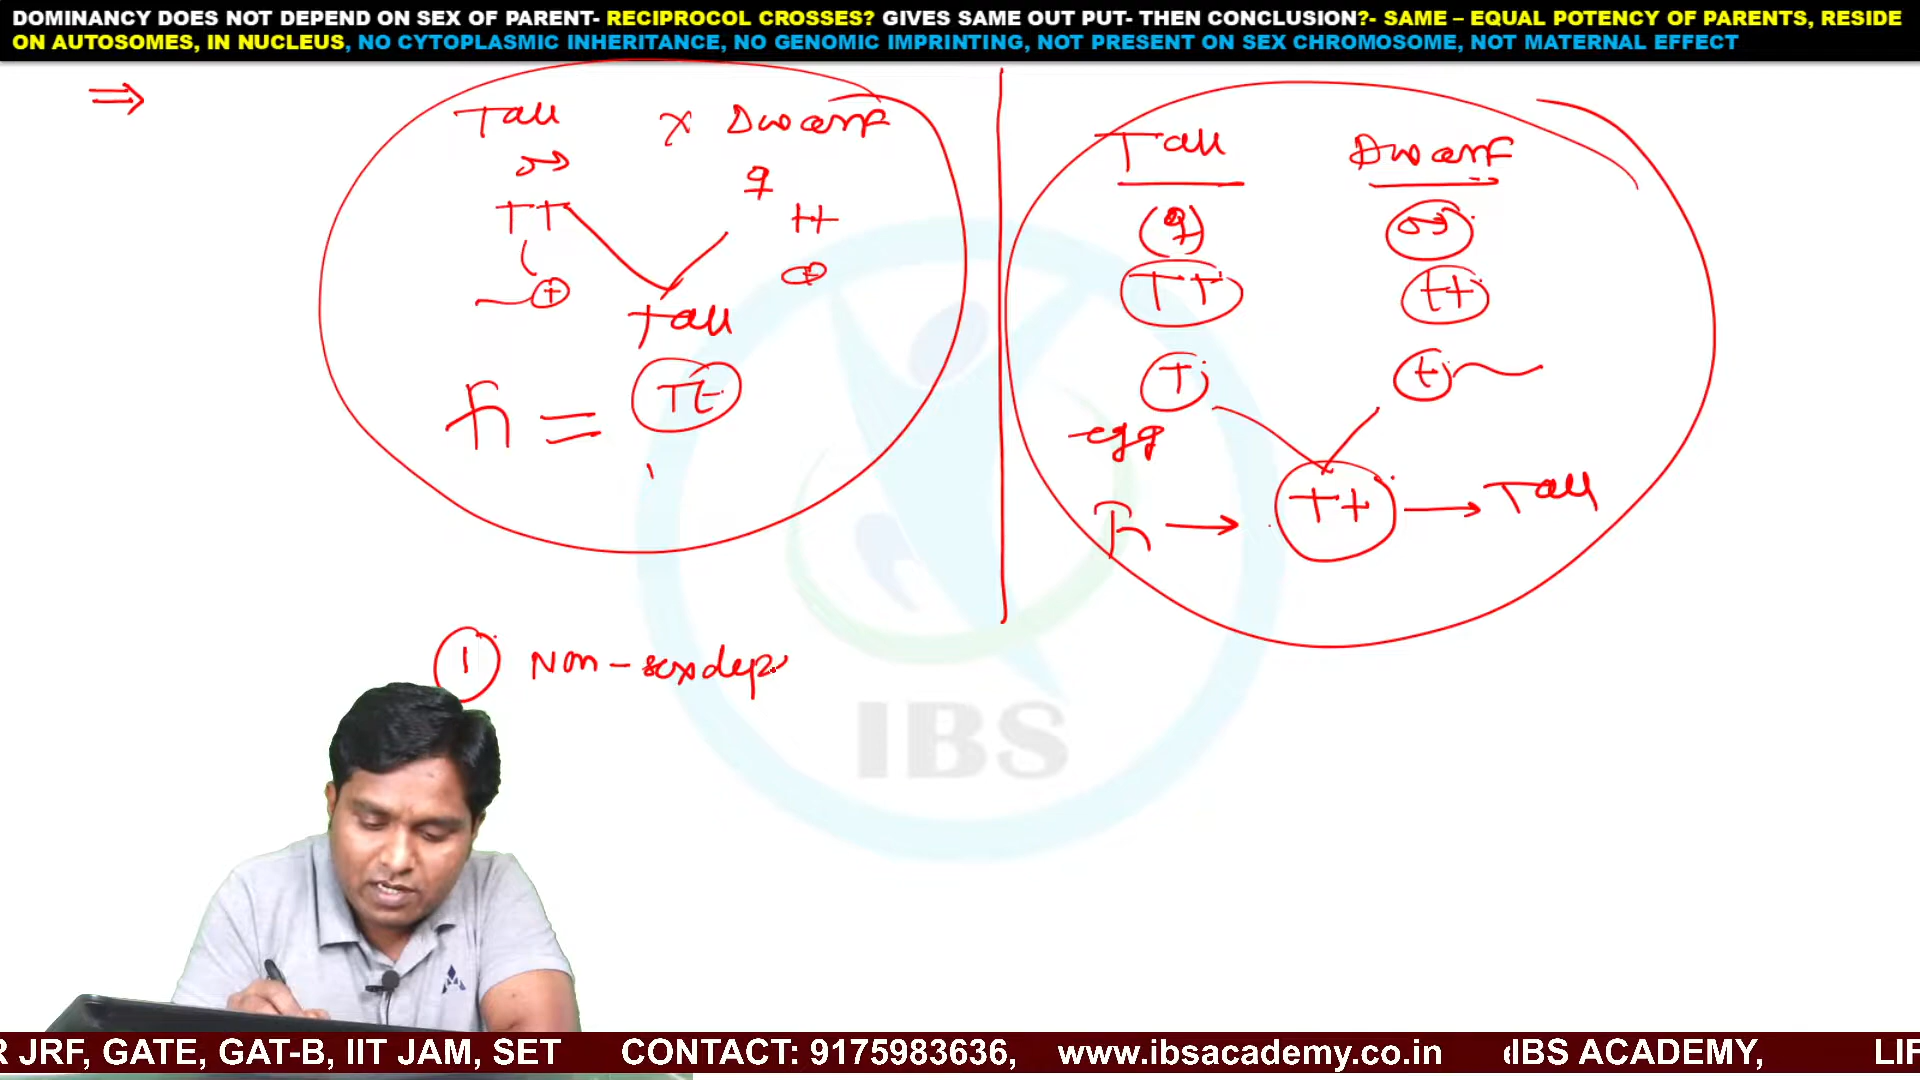 DOMINANCY DOES NOT DEPEND ON SEX OF PARENT- RECIPROCOL CROSSES? GIVES SAME OUT PUT- THEN CONCLUSION?- SAME – EQUAL POTENCY OF PARENTS, RESIDE
ON AUTOSOMES, IN NUCLEUS, NO CYTOPLASMIC INHERITANCE, NO GENOMIC IMPRINTING, NOT PRESENT ON SEX CHROMOSOME, NOT MATERNAL EFFECT
⇒
Tall x Dwarf
♂ ♀
TT tt
T t
Tall
F1 = Tt
Tall Dwarf
(♀) ♂
TT tt
T t
egg
F1 → Tt → Tall
1 Non-sex dep
IBS
R JRF, GATE, GAT-B, IIT JAM, SET CONTACT: 9175983636, www.ibsacademy.co.in IBS ACADEMY, LIF